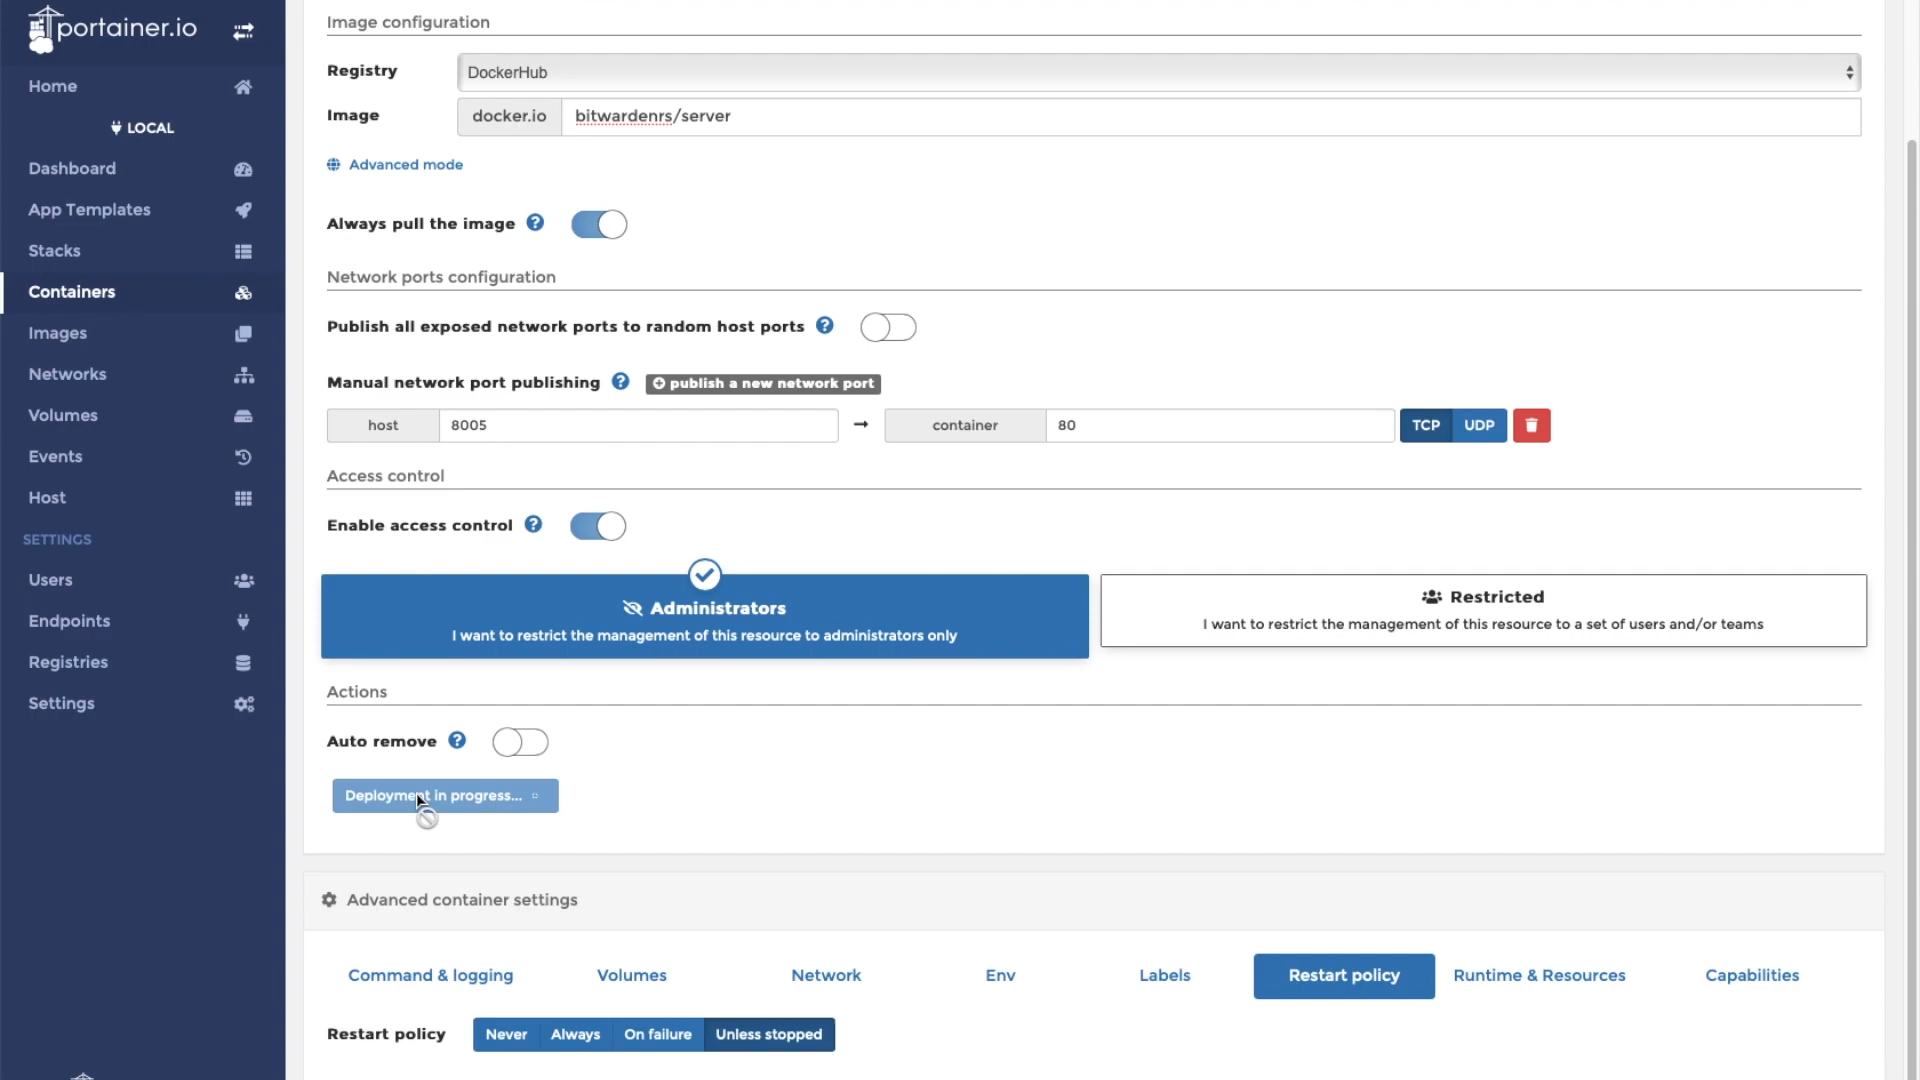 portainer.io
Home
LOCAL
Dashboard
App Templates
Stacks
Containers
Images
Networks
Volumes
Events
Host
SETTINGS
Users
Endpoints
Registries
Settings
Image configuration
Registry DockerHub
Image docker.io bitwardenrs/server
Advanced mode
Always pull the image
Network ports configuration
Publish all exposed network ports to random host ports
Manual network port publishing publish a new network port
host 8005 → container 80 TCP UDP
Access control
Enable access control
Administrators
I want to restrict the management of this resource to administrators only
Restricted
I want to restrict the management of this resource to a set of users and/or teams
Actions
Auto remove
Deployment in progress...
Advanced container settings
Command & logging Volumes Network Env Labels Restart policy Runtime & Resources Capabilities
Restart policy Never Always On failure Unless stopped